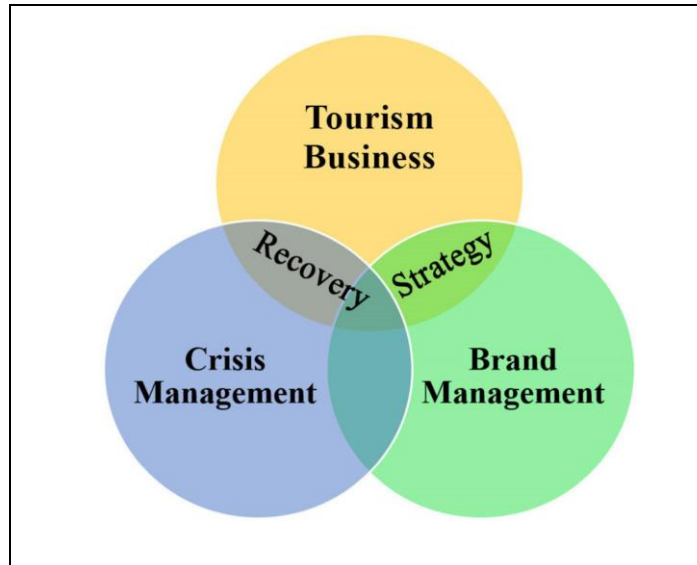 Tourism
Business
Recovery
Strategy
Crisis
Management
Brand
Management